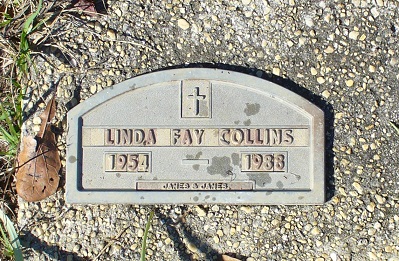 LINDA FAY COLLINS
1954 — 1988
JAMES & JAMES